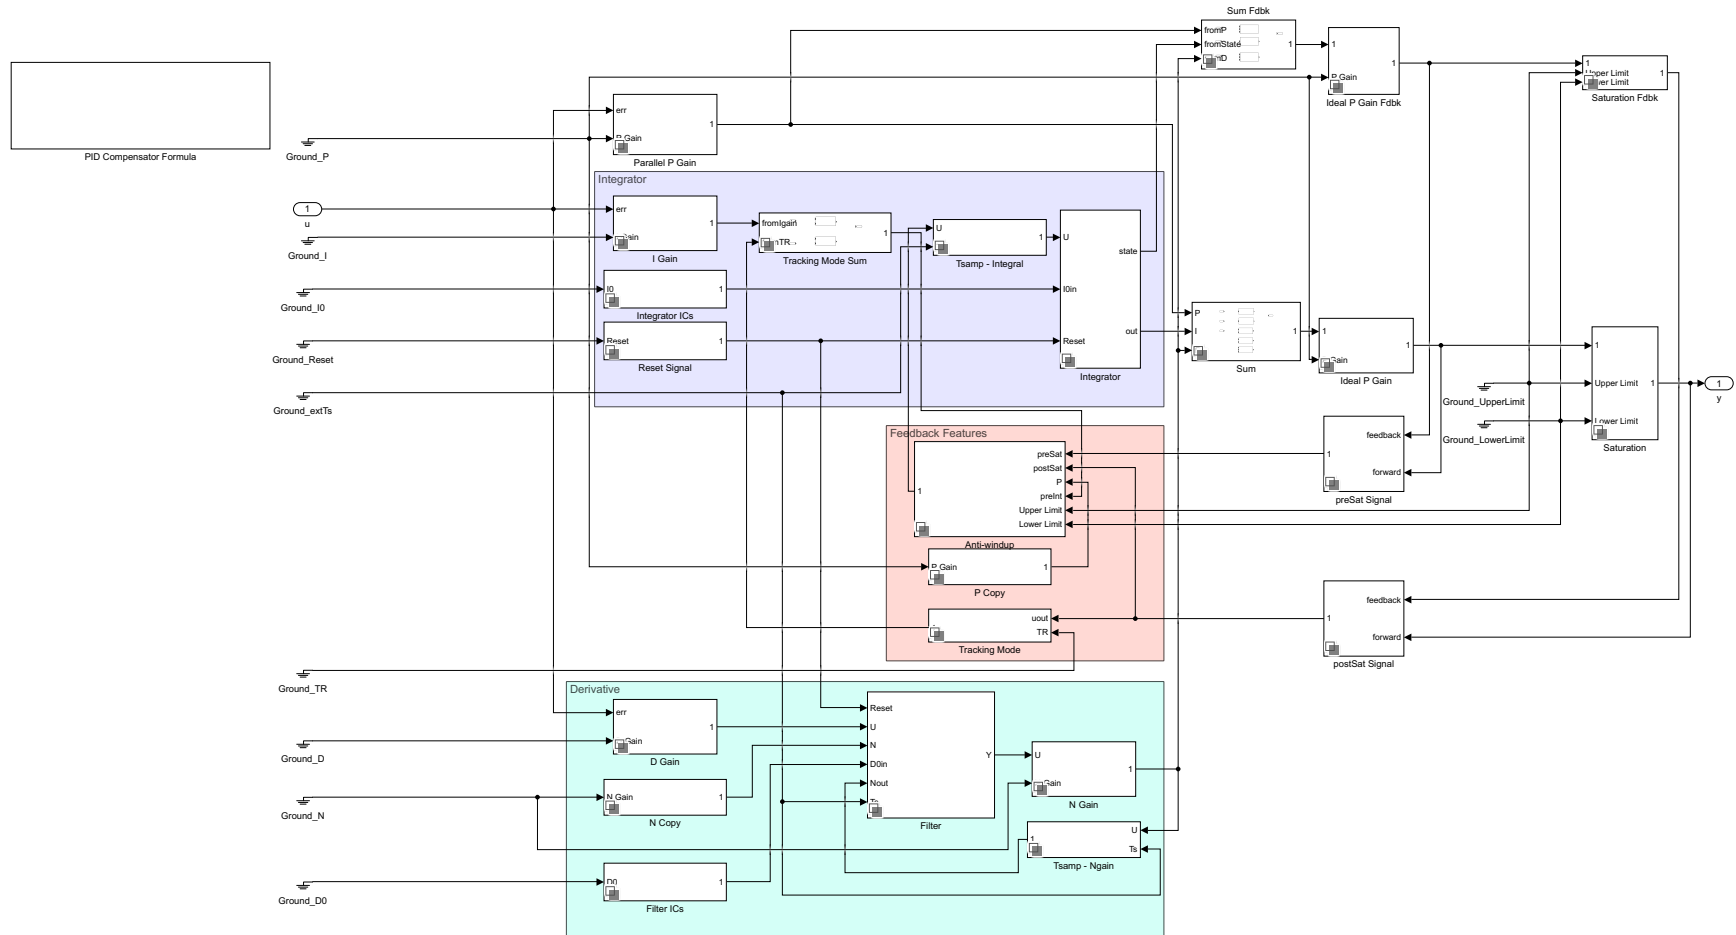 Sum Fdbk
fromP
fromState
1
1
P Gain
1
Ideal P Gain Fdbk
1
Upper Limit
1
Saturation Fdbk
PID Compensator Formula
Ground_P
err
P Gain
1
Parallel P Gain
Integrator
1
u
Ground_I
err
1
I Gain
fromIgain
1
Tracking Mode Sum
U
1
Tsamp - Integral
U
state
I0in
out
Reset
Integrator
Ground_I0
I0
1
Integrator ICs
Ground_Reset
Reset
1
Reset Signal
Ground_extTs
P
I
1
Sum
1
1
Ideal P Gain
Ground_UpperLimit
Ground_LowerLimit
1
Upper Limit
1
Lower Limit
Saturation
1
y
Feedback Features
preSat
postSat
P
1
preInt
Upper Limit
Lower Limit
Anti-windup
P Gain
1
P Copy
uout
TR
Tracking Mode
feedback
1
forward
preSat Signal
feedback
1
forward
postSat Signal
Ground_TR
Derivative
Ground_D
err
1
D Gain
Ground_N
N Gain
1
N Copy
Ground_D0
D0
1
Filter ICs
Reset
U
N
Y
D0in
Nout
Ts
Filter
U
1
N Gain
U
1
Ts
Tsamp - Ngain